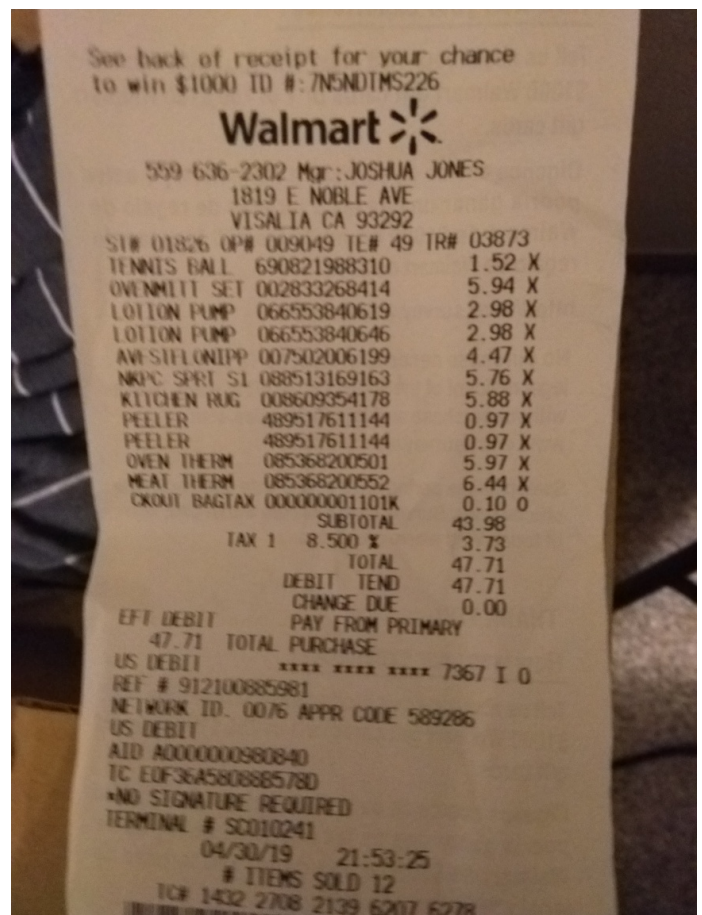 See back of receipt for your chance
to win $1000 ID #:7N5NDTMS226
Walmart
559-636-2302 Mgr:JOSHUA JONES
1819 E NOBLE AVE
VISALIA CA 93292
ST# 01826 OP# 009049 TE# 49 TR# 03873
TENNIS BALL 690821988310 1.52 X
OVENMITT SET 002833268414 5.94 X
LOTION PUMP 066553840619 2.98 X
LOTION PUMP 066553840646 2.98 X
AVESTFLONIPP 007502006199 4.47 X
NKPC SPRT S1 088513169163 5.76 X
KITCHEN RUG 008609354178 5.88 X
PEELER 489517611144 0.97 X
PEELER 489517611144 0.97 X
OVEN THERM 085368200501 5.97 X
MEAT THERM 085368200552 6.44 X
CKOUT BAGTAX 000000001101K 0.10 O
SUBTOTAL 43.98
TAX 1 8.500 % 3.73
TOTAL 47.71
DEBIT TEND 47.71
CHANGE DUE 0.00
EFT DEBIT PAY FROM PRIMARY
47.71 TOTAL PURCHASE
US DEBIT **** **** **** 7367 I 0
REF # 912100885981
NETWORK ID. 0076 APPR CODE 589286
US DEBIT
AID A0000000980840
TC E0F36A58088B578D
*NO SIGNATURE REQUIRED
TERMINAL # SC010241
04/30/19 21:53:25
# ITEMS SOLD 12
TC# 1432 2708 2139 6207 6278